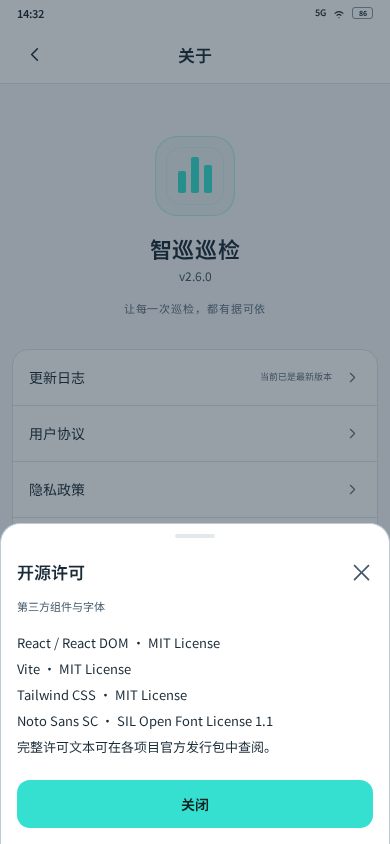 14:32
5G
86
关于
智巡巡检
v2.6.0
让每一次巡检，都有据可依
更新日志
当前已是最新版本
用户协议
隐私政策
开源许可
第三方组件与字体
React / React DOM · MIT License
Vite · MIT License
Tailwind CSS · MIT License
Noto Sans SC · SIL Open Font License 1.1
完整许可文本可在各项目官方发行包中查阅。
关闭